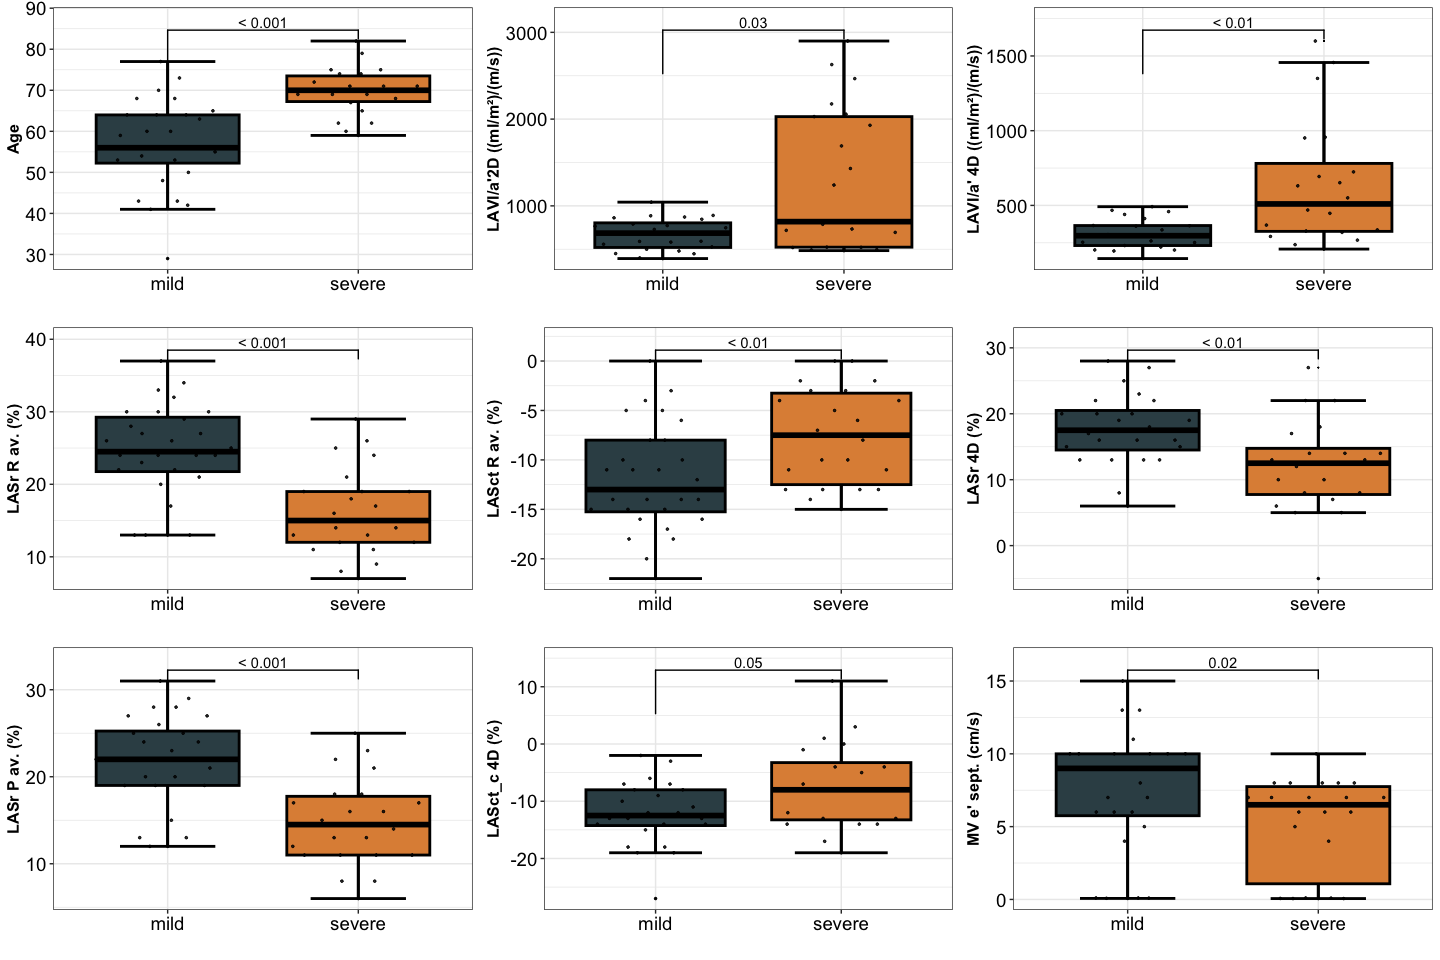 Age
90
80
70
60
50
40
30
< 0.001
mild
severe
LAVI/a'2D ((ml/m²)/(m/s))
3000
2000
1000
0.03
mild
severe
LAVI/a' 4D ((ml/m²)/(m/s))
1500
1000
500
< 0.01
mild
severe
LASr R av. (%)
40
30
20
10
< 0.001
mild
severe
LASct R av. (%)
0
-5
-10
-15
-20
< 0.01
mild
severe
LASr 4D (%)
30
20
10
0
< 0.01
mild
severe
LASr P av. (%)
30
20
10
< 0.001
mild
severe
LASct_c 4D (%)
10
0
-10
-20
0.05
mild
severe
MV e' sept. (cm/s)
15
10
5
0
0.02
mild
severe